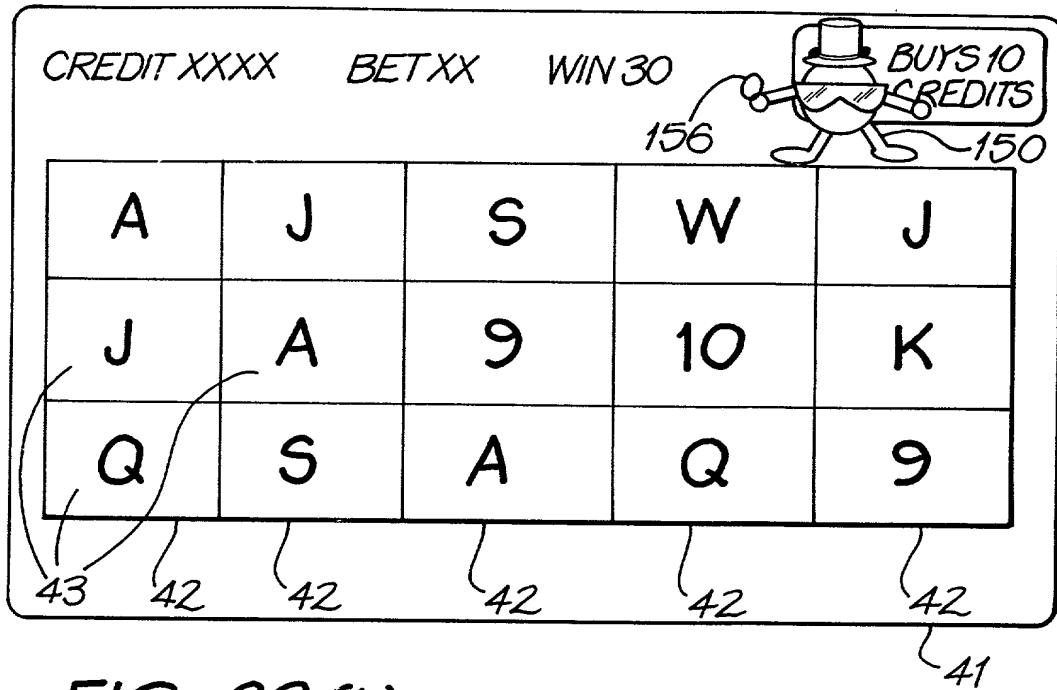 CREDIT XXXX BET XX WIN 30 BUYS 10
CREDITS
156
150
A J S W J
J A 9 10 K
Q S A Q 9
43 42 42 42 42 42
41